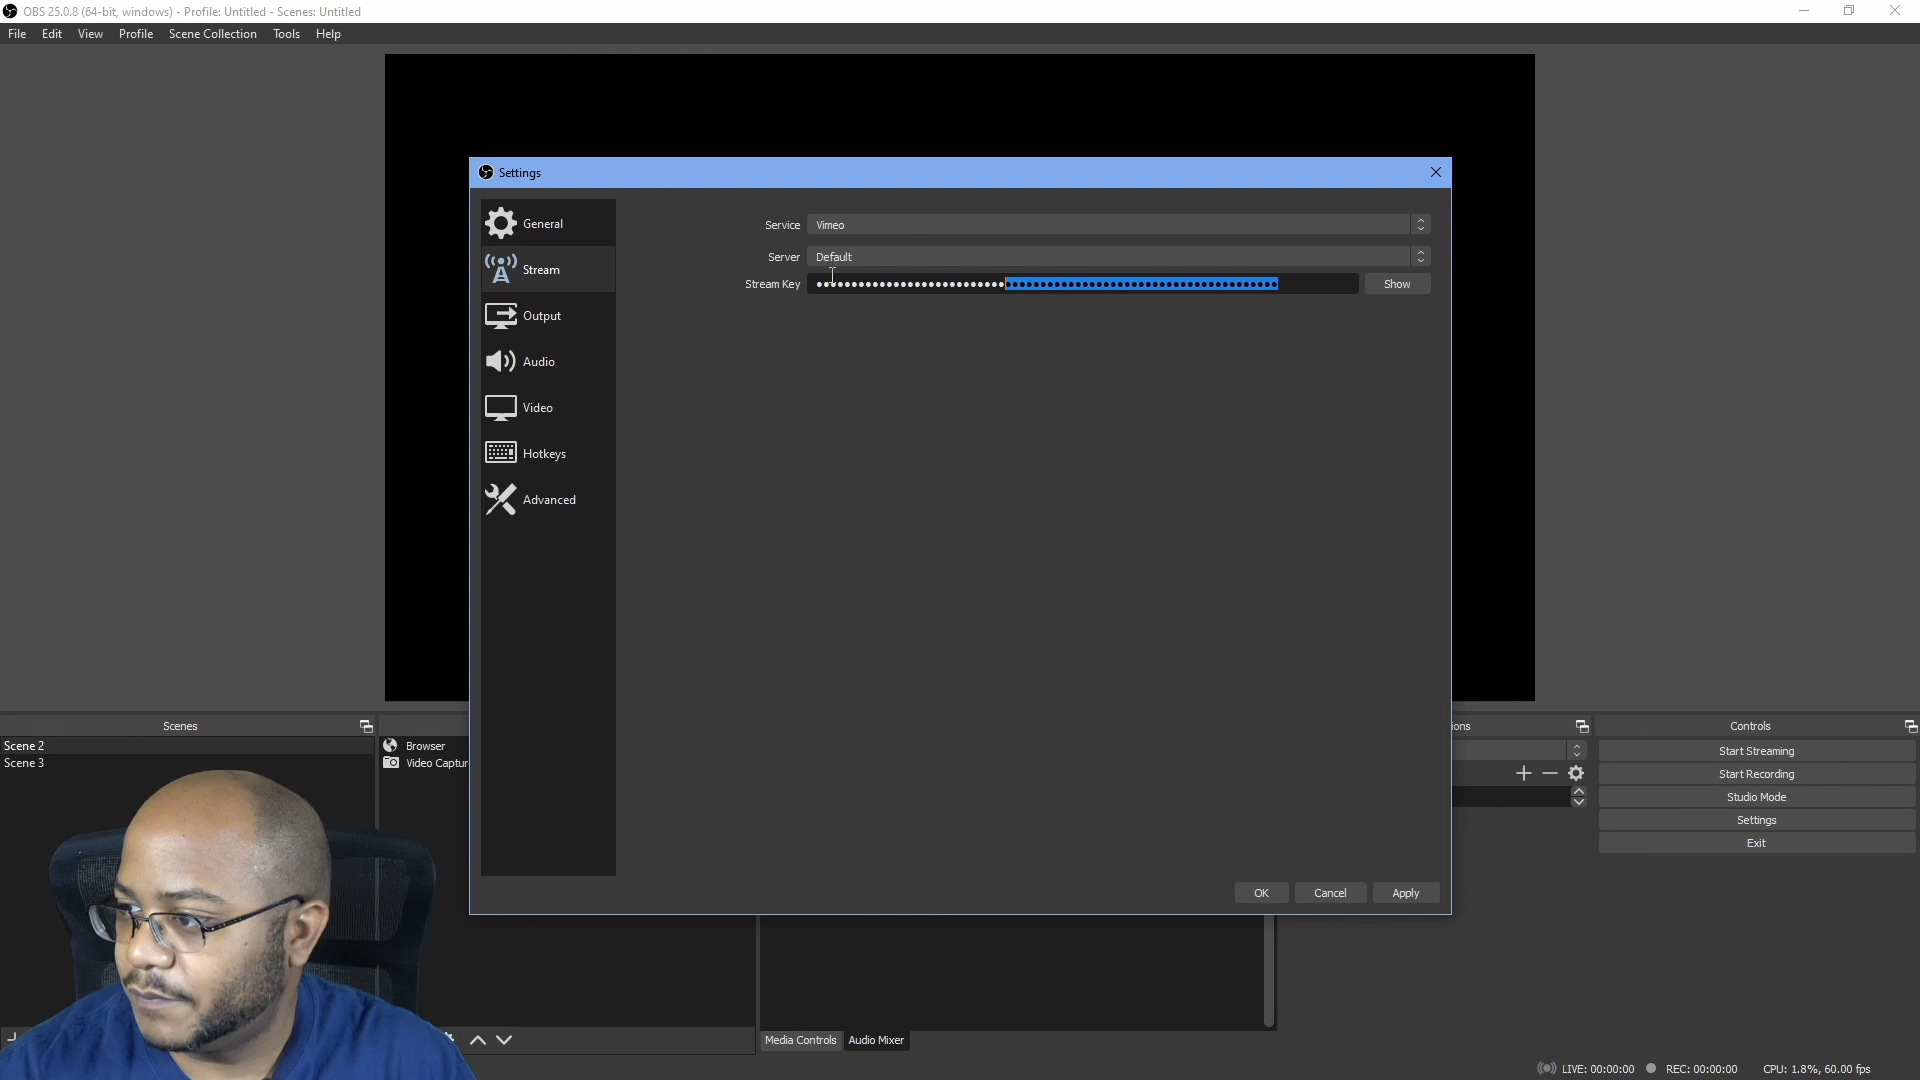 OBS 25.0.8 (64-bit, windows) - Profile: Untitled - Scenes: Untitled
File Edit View Profile Scene Collection Tools Help
Settings
General
Stream
Output
Audio
Video
Hotkeys
Advanced
Service Vimeo
Server Default
Stream Key Show
OK Cancel Apply
Scenes
Scene 2
Scene 3
Browser
Video Captur
ions
Controls
Start Streaming
Start Recording
Studio Mode
Settings
Exit
Media Controls Audio Mixer
LIVE: 00:00:00 REC: 00:00:00 CPU: 1.8%, 60.00 fps